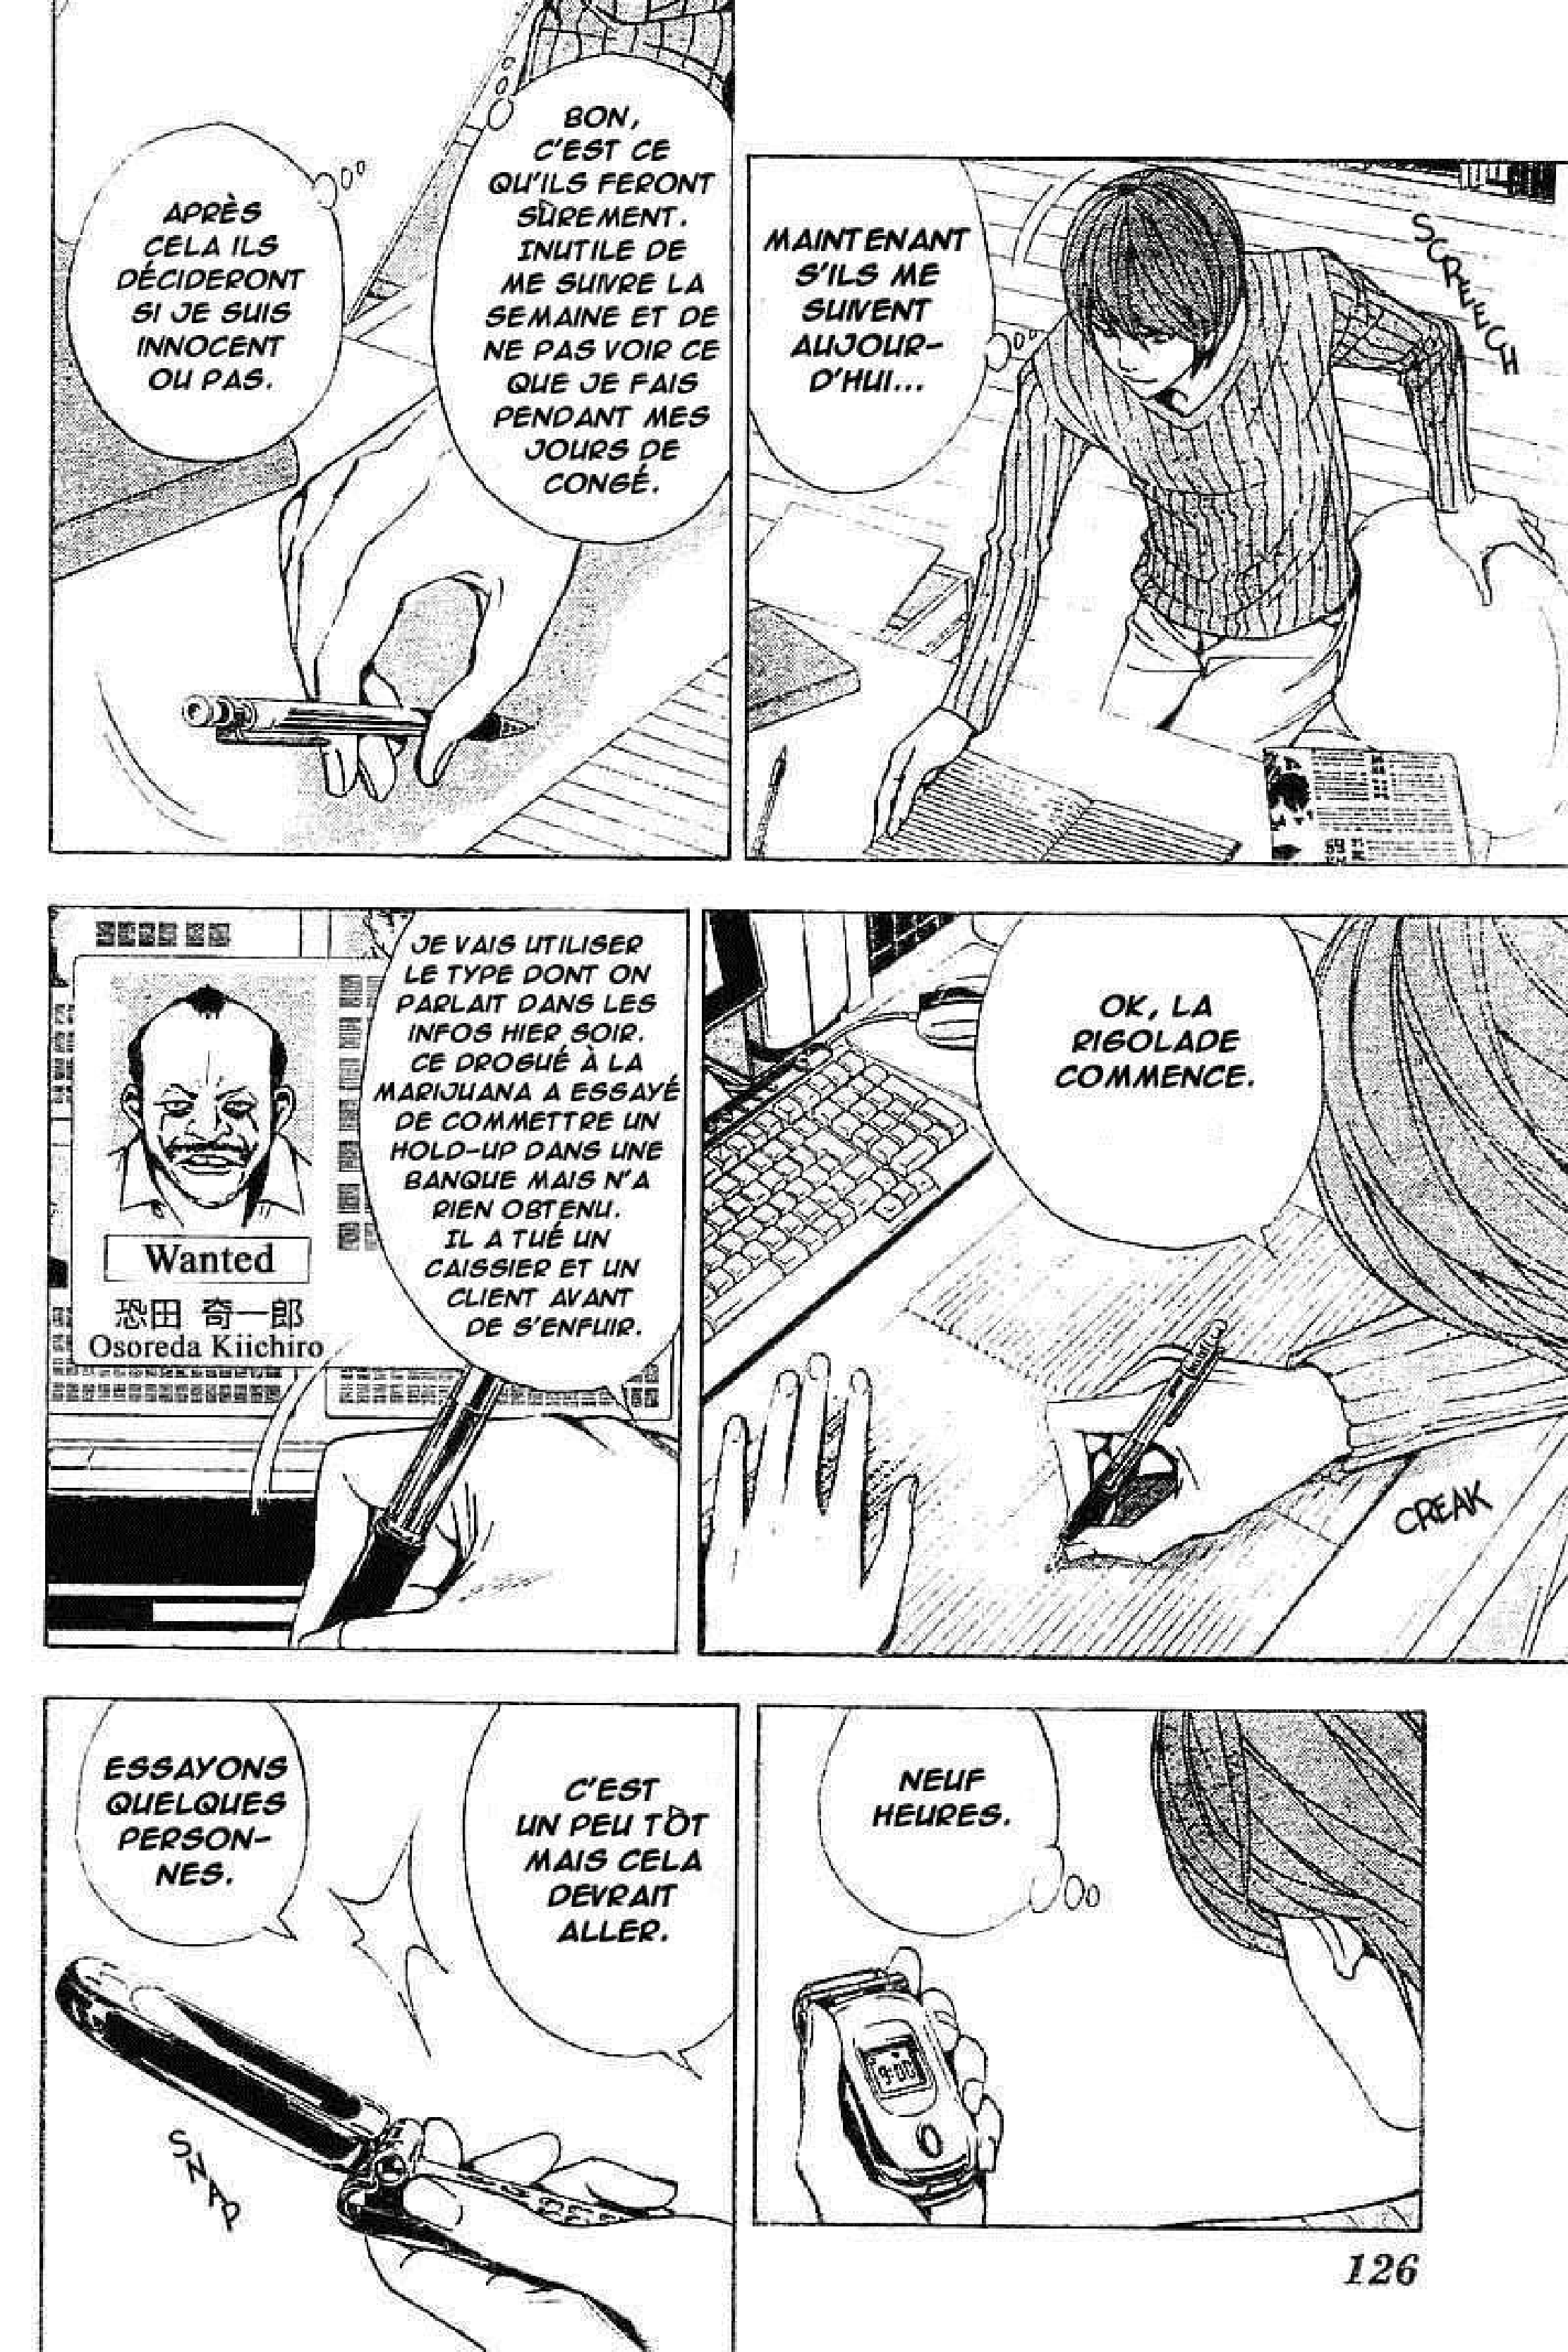 MAINTENANT
S'ILS ME
SUIVENT
AUJOUR-
D'HUI...
SCREECH
BON,
C'EST CE
QU'ILS FERONT
SÛREMENT.
INUTILE DE
ME SUIVRE LA
SEMAINE ET DE
NE PAS VOIR CE
QUE JE FAIS
PENDANT MES
JOURS DE
CONGÉ.
APRÈS
CELA ILS
DÉCIDERONT
SI JE SUIS
INNOCENT
OU PAS.
OK, LA
RIGOLADE
COMMENCE.
CREAK
JE VAIS UTILISER
LE TYPE DONT ON
PARLAIT DANS LES
INFOS HIER SOIR.
CE DROGUÉ À LA
MARIJUANA A ESSAYÉ
DE COMMETTRE UN
HOLD-UP DANS UNE
BANQUE MAIS N'A
RIEN OBTENU.
IL A TUÉ UN
CAISSIER ET UN
CLIENT AVANT
DE S'ENFUIR.
Wanted
恐田 奇一郎
Osoreda Kiichiro
NEUF
HEURES.
9:00
C'EST
UN PEU TÔT
MAIS CELA
DEVRAIT
ALLER.
ESSAYONS
QUELQUES
PERSON-
NES.
SNAP
126